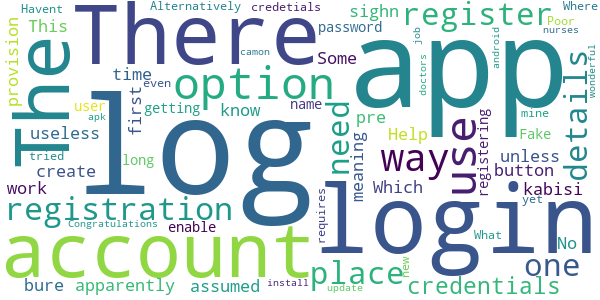 Havent
Alternatively
credetials
sighn
Where
This
There
option
Some
password
register
Poor
nurses
job
doctors
android
wonderful
provision
The
time
camon
even
app
user
apk
first
getting
know
name
need
pre
mine
Fake
details
useless
tried
create
long
log
meaning
Help
way
use
registering
unless
button
work
Which
kabisi
yet
registration
Congratulations
enable
requires
login
What
No
account
place
new
one
bure
apparently
assumed
install
update
credentials